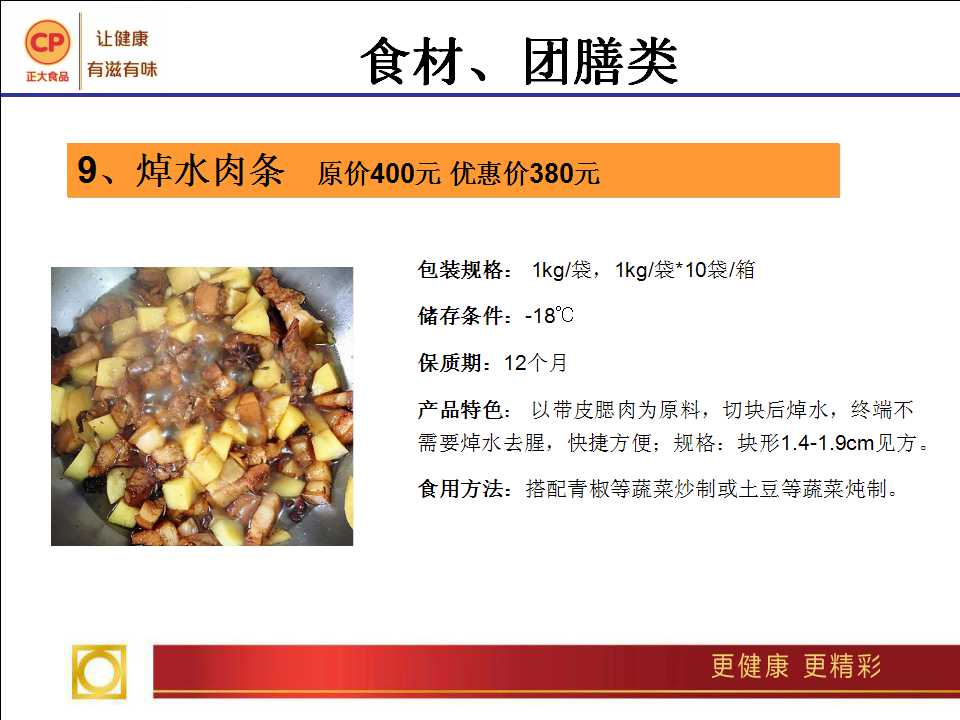 CP
正大食品
让健康
有滋有味
食材、团膳类
9、焯水肉条 原价400元 优惠价380元
包装规格： 1kg/袋，1kg/袋*10袋/箱
储存条件：-18℃
保质期：12个月
产品特色： 以带皮腮肉为原料，切块后焯水，终端不
需要焯水去腥，快捷方便；规格：块形1.4-1.9cm见方。
食用方法：搭配青椒等蔬菜炒制或土豆等蔬菜炖制。
更健康 更精彩